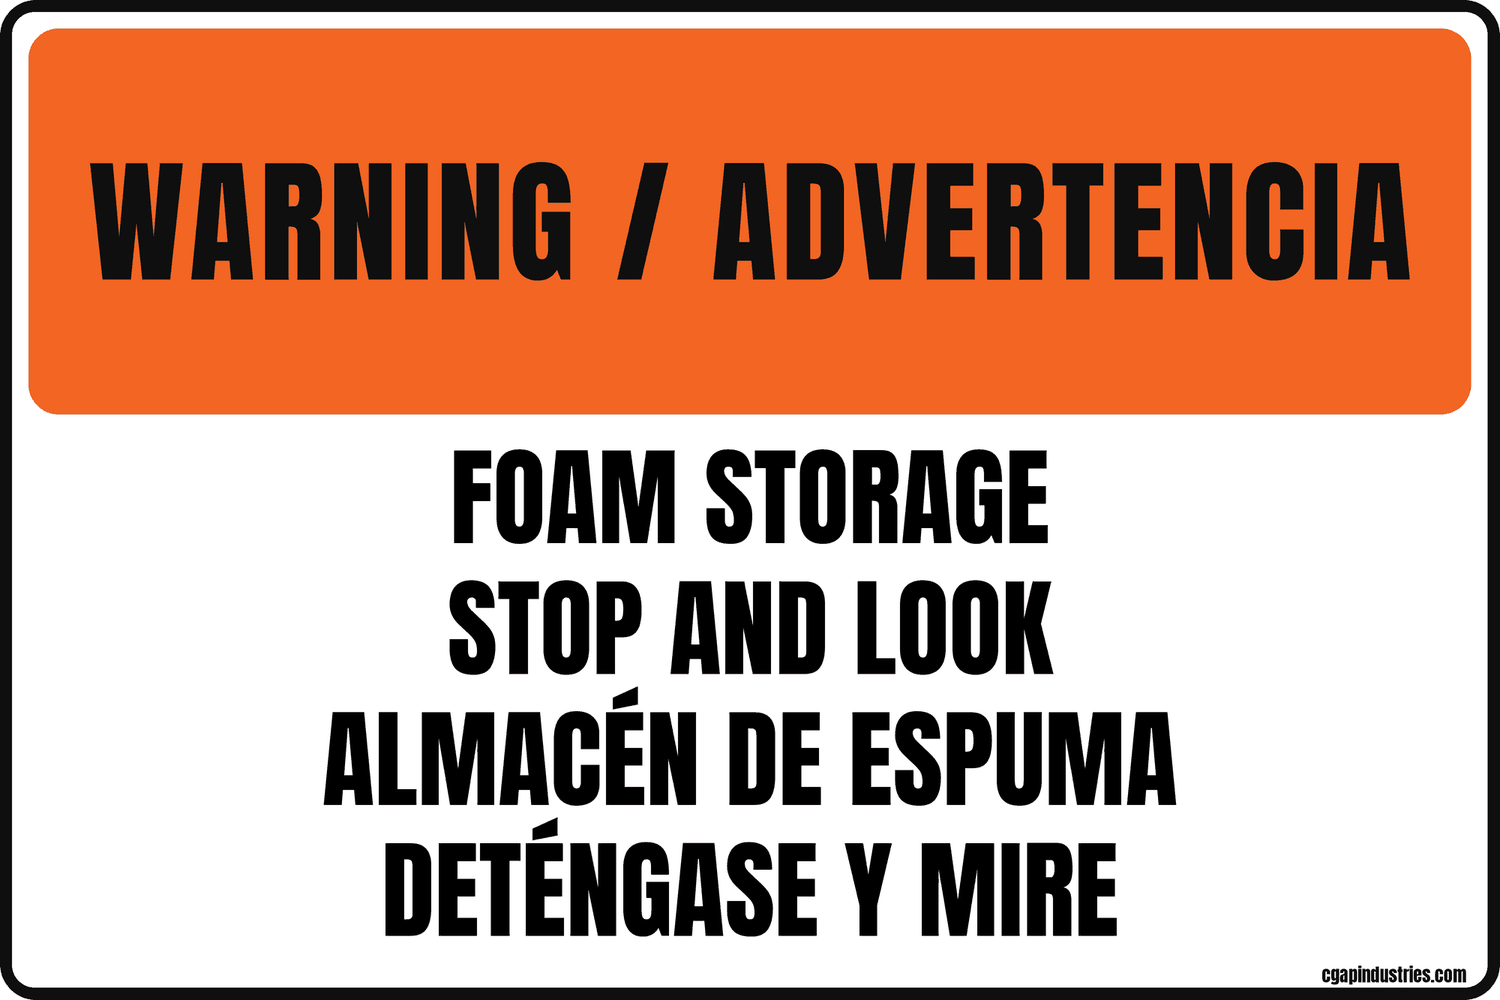 WARNING / ADVERTENCIA
FOAM STORAGE
STOP AND LOOK
ALMACÉN DE ESPUMA
DETÉNGASE Y MIRE
cgapindustries.com